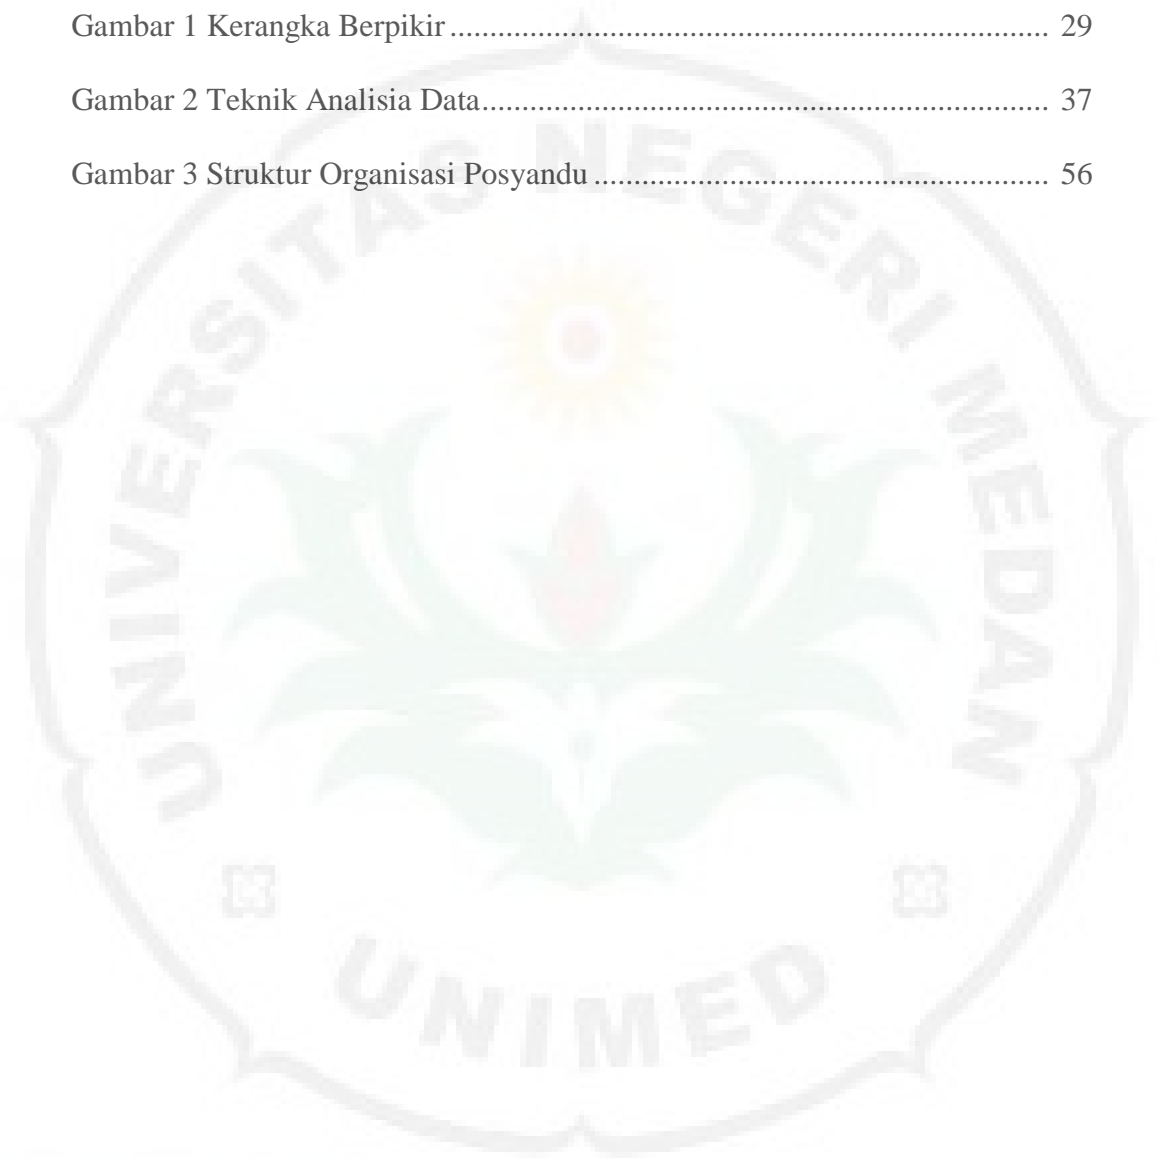 Gambar 1 Kerangka Berpikir ........................................................................... 29
Gambar 2 Teknik Analisia Data....................................................................... 37
Gambar 3 Struktur Organisasi Posyandu ......................................................... 56
UNIVERSITAS NEGERI MEDAN
UNIMED